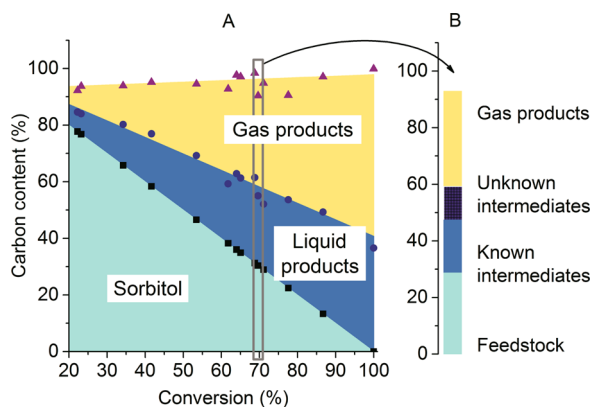 A
B
Carbon content (%)
100
80
60
40
20
0
Gas products
Liquid
products
Sorbitol
20 30 40 50 60 70 80 90 100
Conversion (%)
100
80
60
40
20
0
Gas products
Unknown
intermediates
Known
intermediates
Feedstock